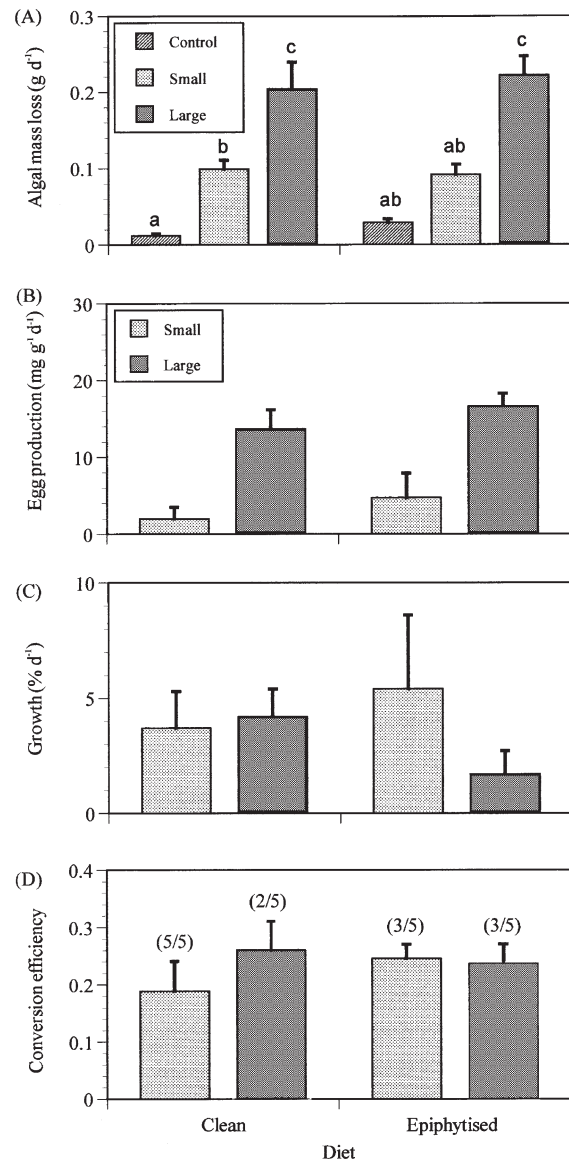 (A)
Algal mass loss (g d⁻¹)
0.3
0.2
0.1
0
Control
Small
Large
a
b
c
ab
ab
c
(B)
Egg production (mg g⁻¹ d⁻¹)
30
20
10
0
Small
Large
(C)
Growth (% d⁻¹)
10
5
0
(D)
Conversion efficiency
0.4
0.3
0.2
0.1
0
(5/5)
(2/5)
(3/5)
(3/5)
Clean
Epiphytised
Diet